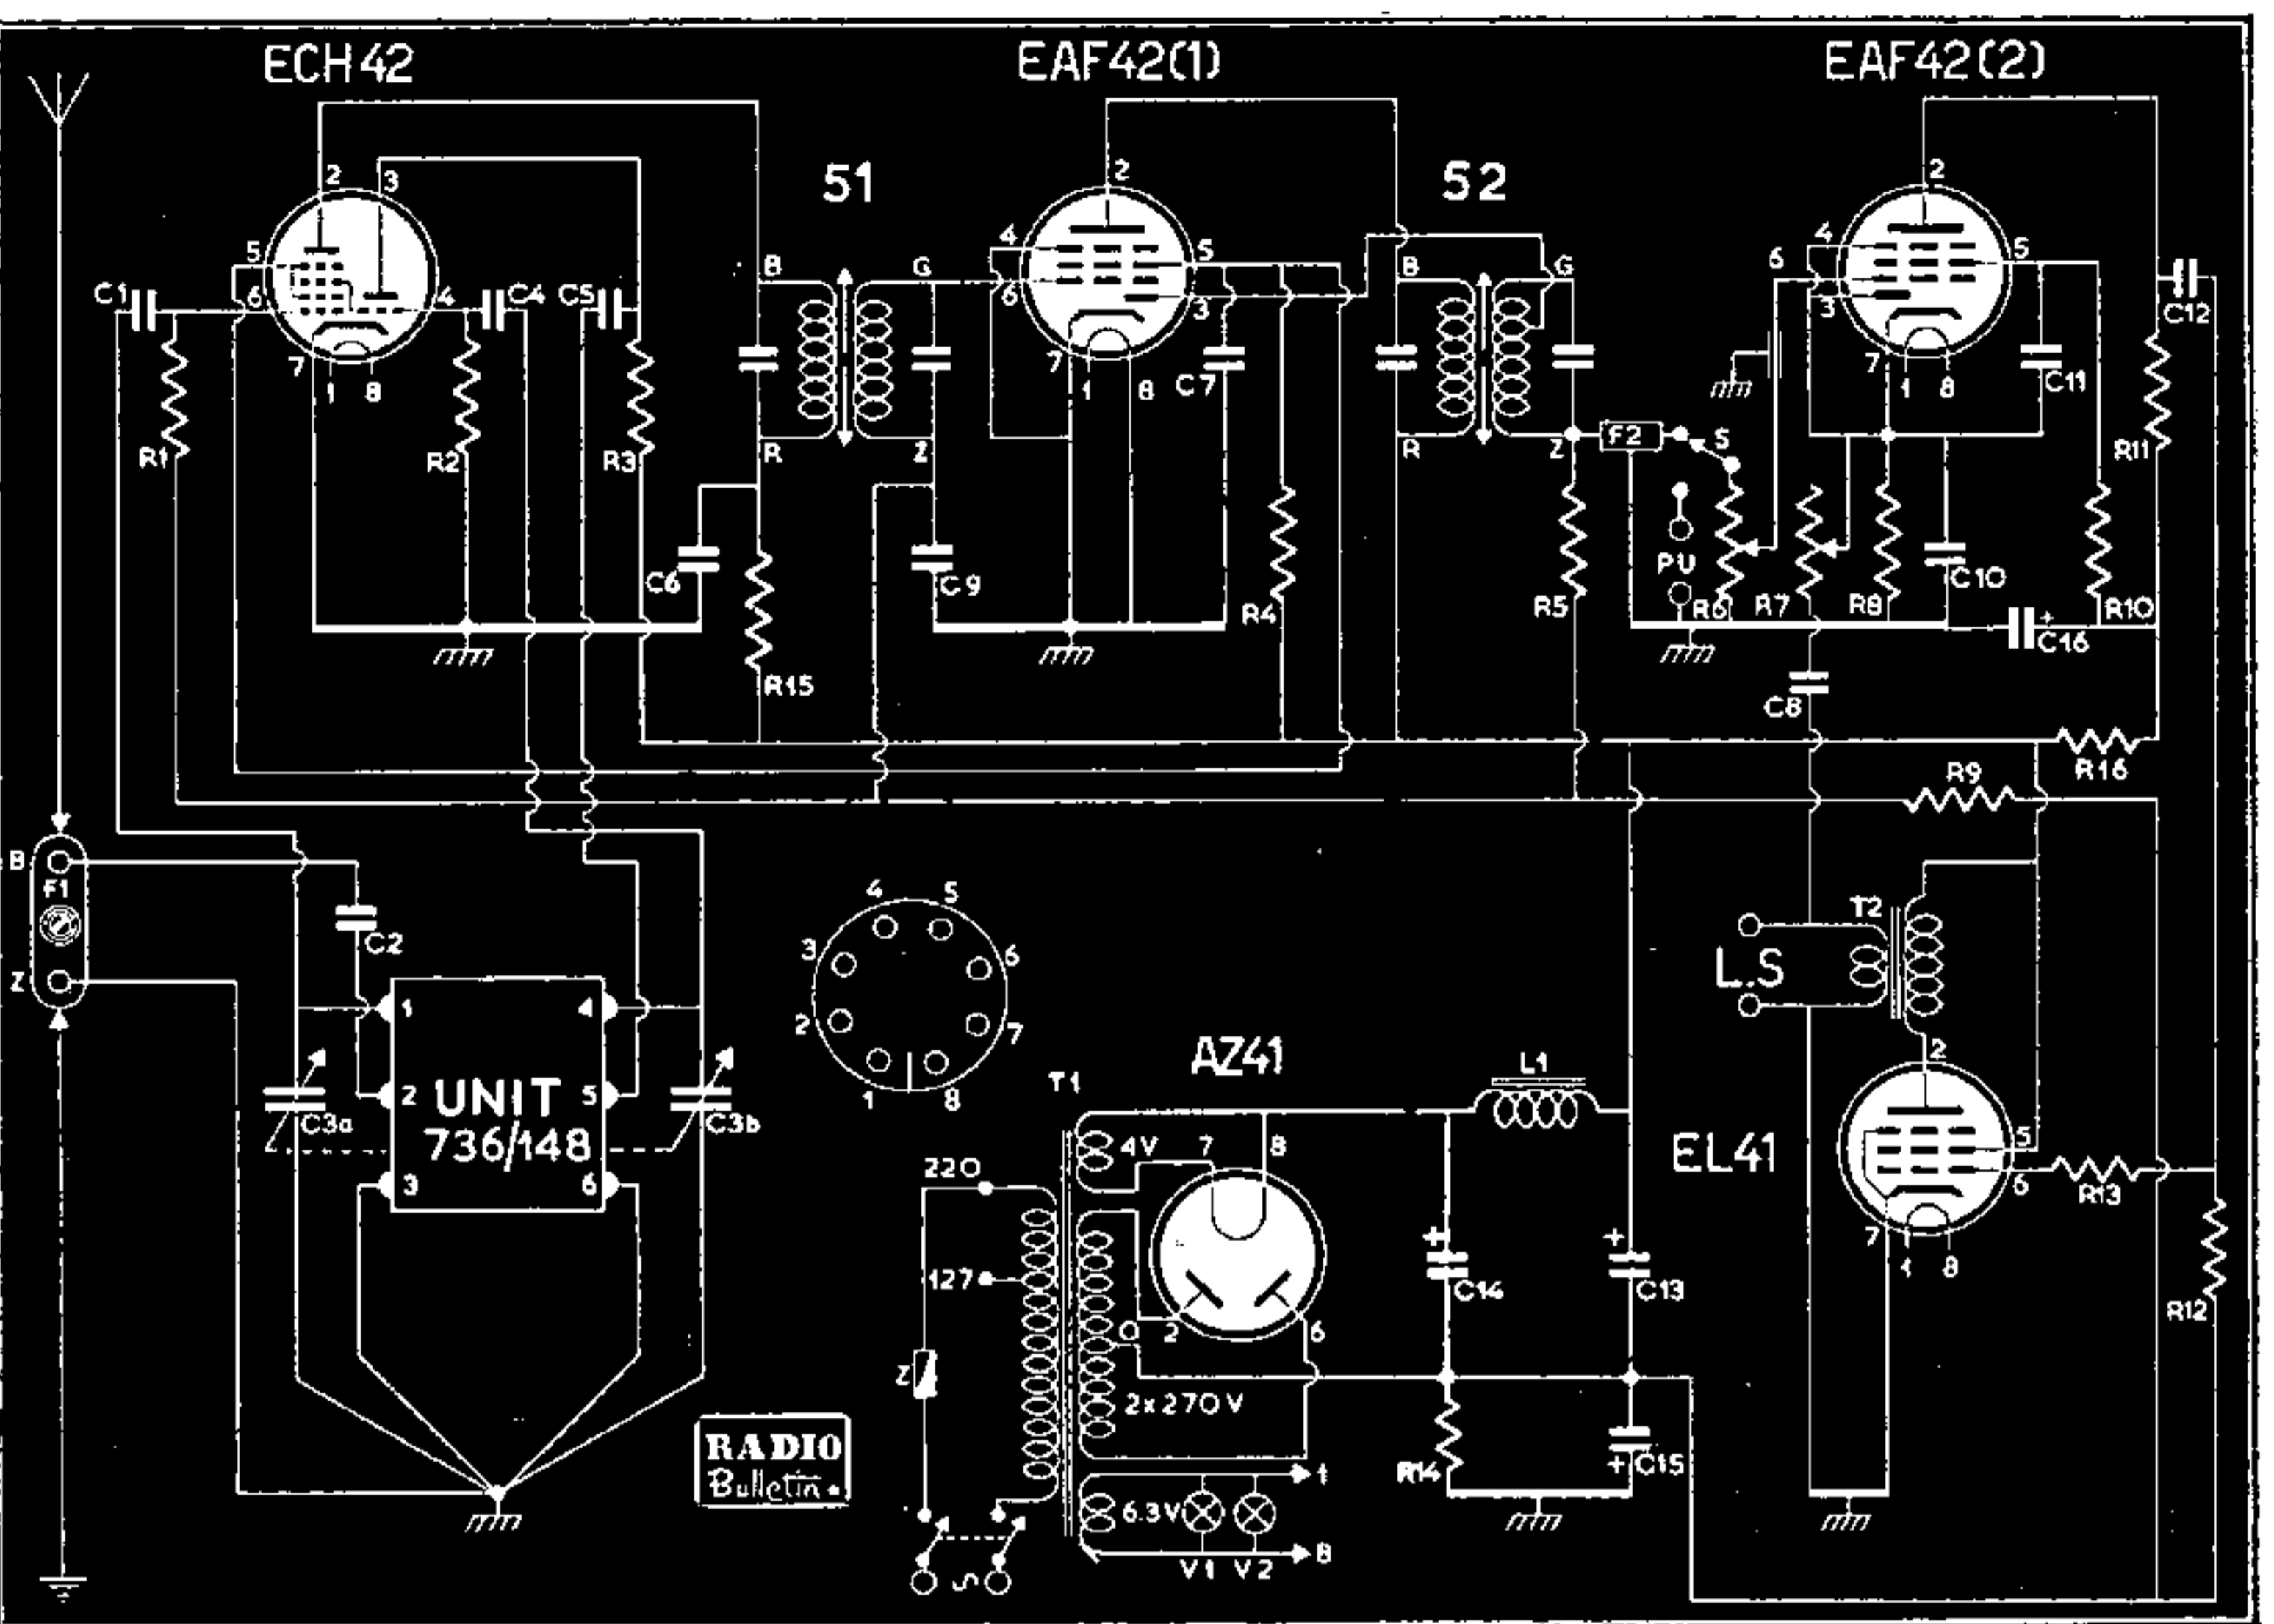 ECH42 EAF42(1) EAF42(2)
2 3 S1 2 S2 2
5 4 5 4 5
6
B G B G
C1 6 4 C4 C5 6 3 3 C12
7 1 8 7 1 8 C7 7 1 8 C11
R1 R2 R3 R Z R Z F2 S R11
C6 C9 R4 R5 PU R6 R7 R8 C10 R10
C16
R15
C8
R9 R16
B
F1
Z
C2
4 5
3 6
2 7
1 8
T2
L.S
1 4
2 UNIT 5
736/148
3 6
C3a C3b
T1 AZ41 L1
4V 7 8
220
127
O 2 6
2x270V
Z
C14 C13
R14 C15
EL41
2
5
6 R13
7 1 8
R12
RADIO
Bulletin
6.3V 1
8
V1 V2
S